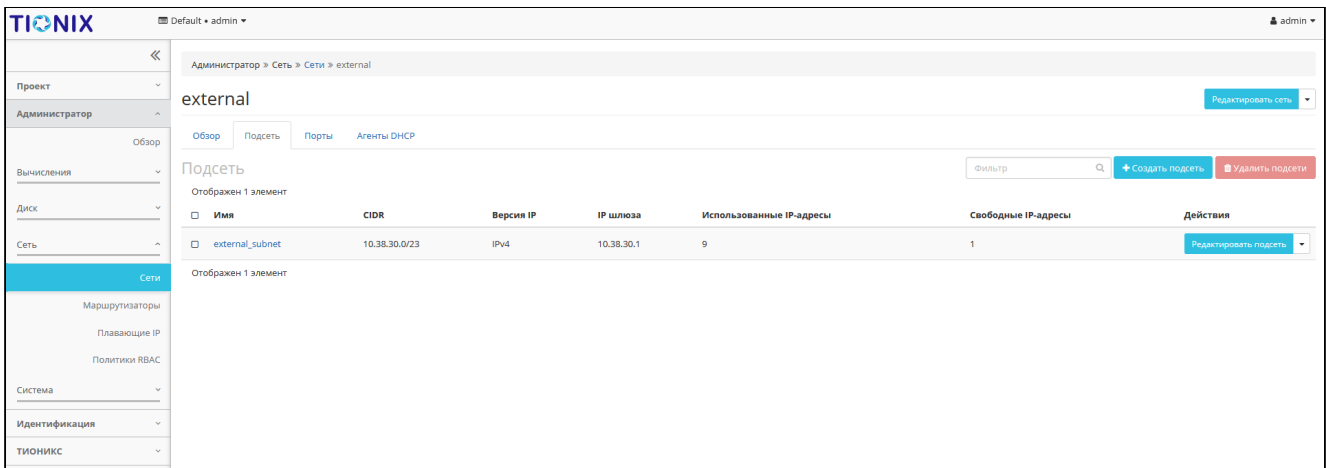 TIONIX
Default • admin
admin
Администратор » Сеть » Сети » external
Проект
Администратор
Обзор
Вычисления
Диск
Сеть
Сети
Маршрутизаторы
Плавающие IP
Политики RBAC
Система
Идентификация
ТИОНИКС
external
Редактировать сеть
Обзор Подсеть Порты Агенты DHCP
Подсеть
Фильтр
+Создать подсеть
Удалить подсети
Отображен 1 элемент
Имя CIDR Версия IP IP шлюза Использованные IP-адресы Свободные IP-адресы Действия
external_subnet 10.38.30.0/23 IPv4 10.38.30.1 9 1 Редактировать подсеть
Отображен 1 элемент